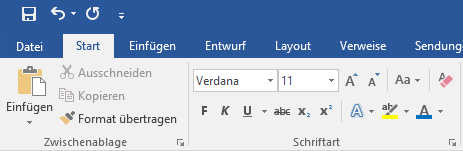 Datei Start Einfügen Entwurf Layout Verweise Sendung
Ausschneiden
Kopieren
Format übertragen
Einfügen
Zwischenablage
Verdana 11 A A Aa A
F K U abc x₂ x² A ab A
Schriftart